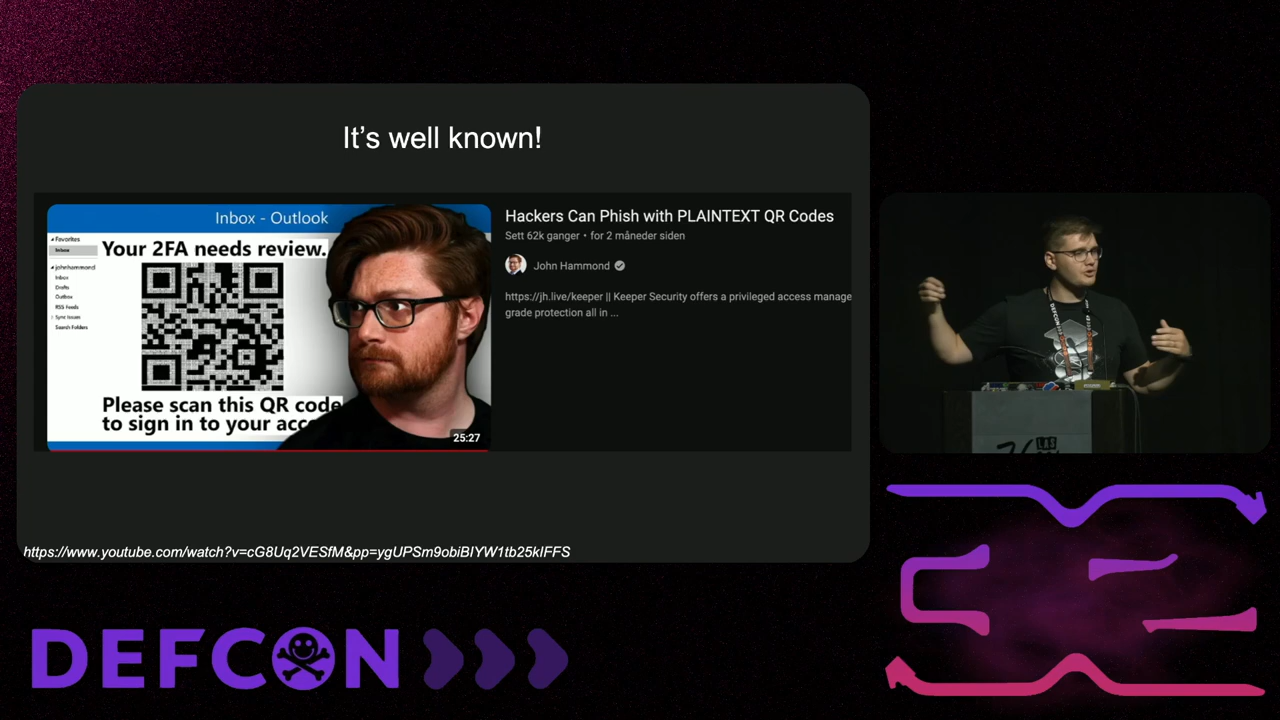 It's well known!
Inbox - Outlook
Favorites
Inbox
johnhammond
Inbox
Drafts
Outbox
RSS Feeds
Sync Issues
Search Folders
Your 2FA needs review.
Please scan this QR code
to sign in to your acc
25:27
Hackers Can Phish with PLAINTEXT QR Codes
Sett 62k ganger • for 2 måneder siden
John Hammond
https://jh.live/keeper || Keeper Security offers a privileged access manage
grade protection all in ...
https://www.youtube.com/watch?v=cG8Uq2VESfM&pp=ygUPSm9obiBIYW1tb25kIFFS
LAS
DEFCON